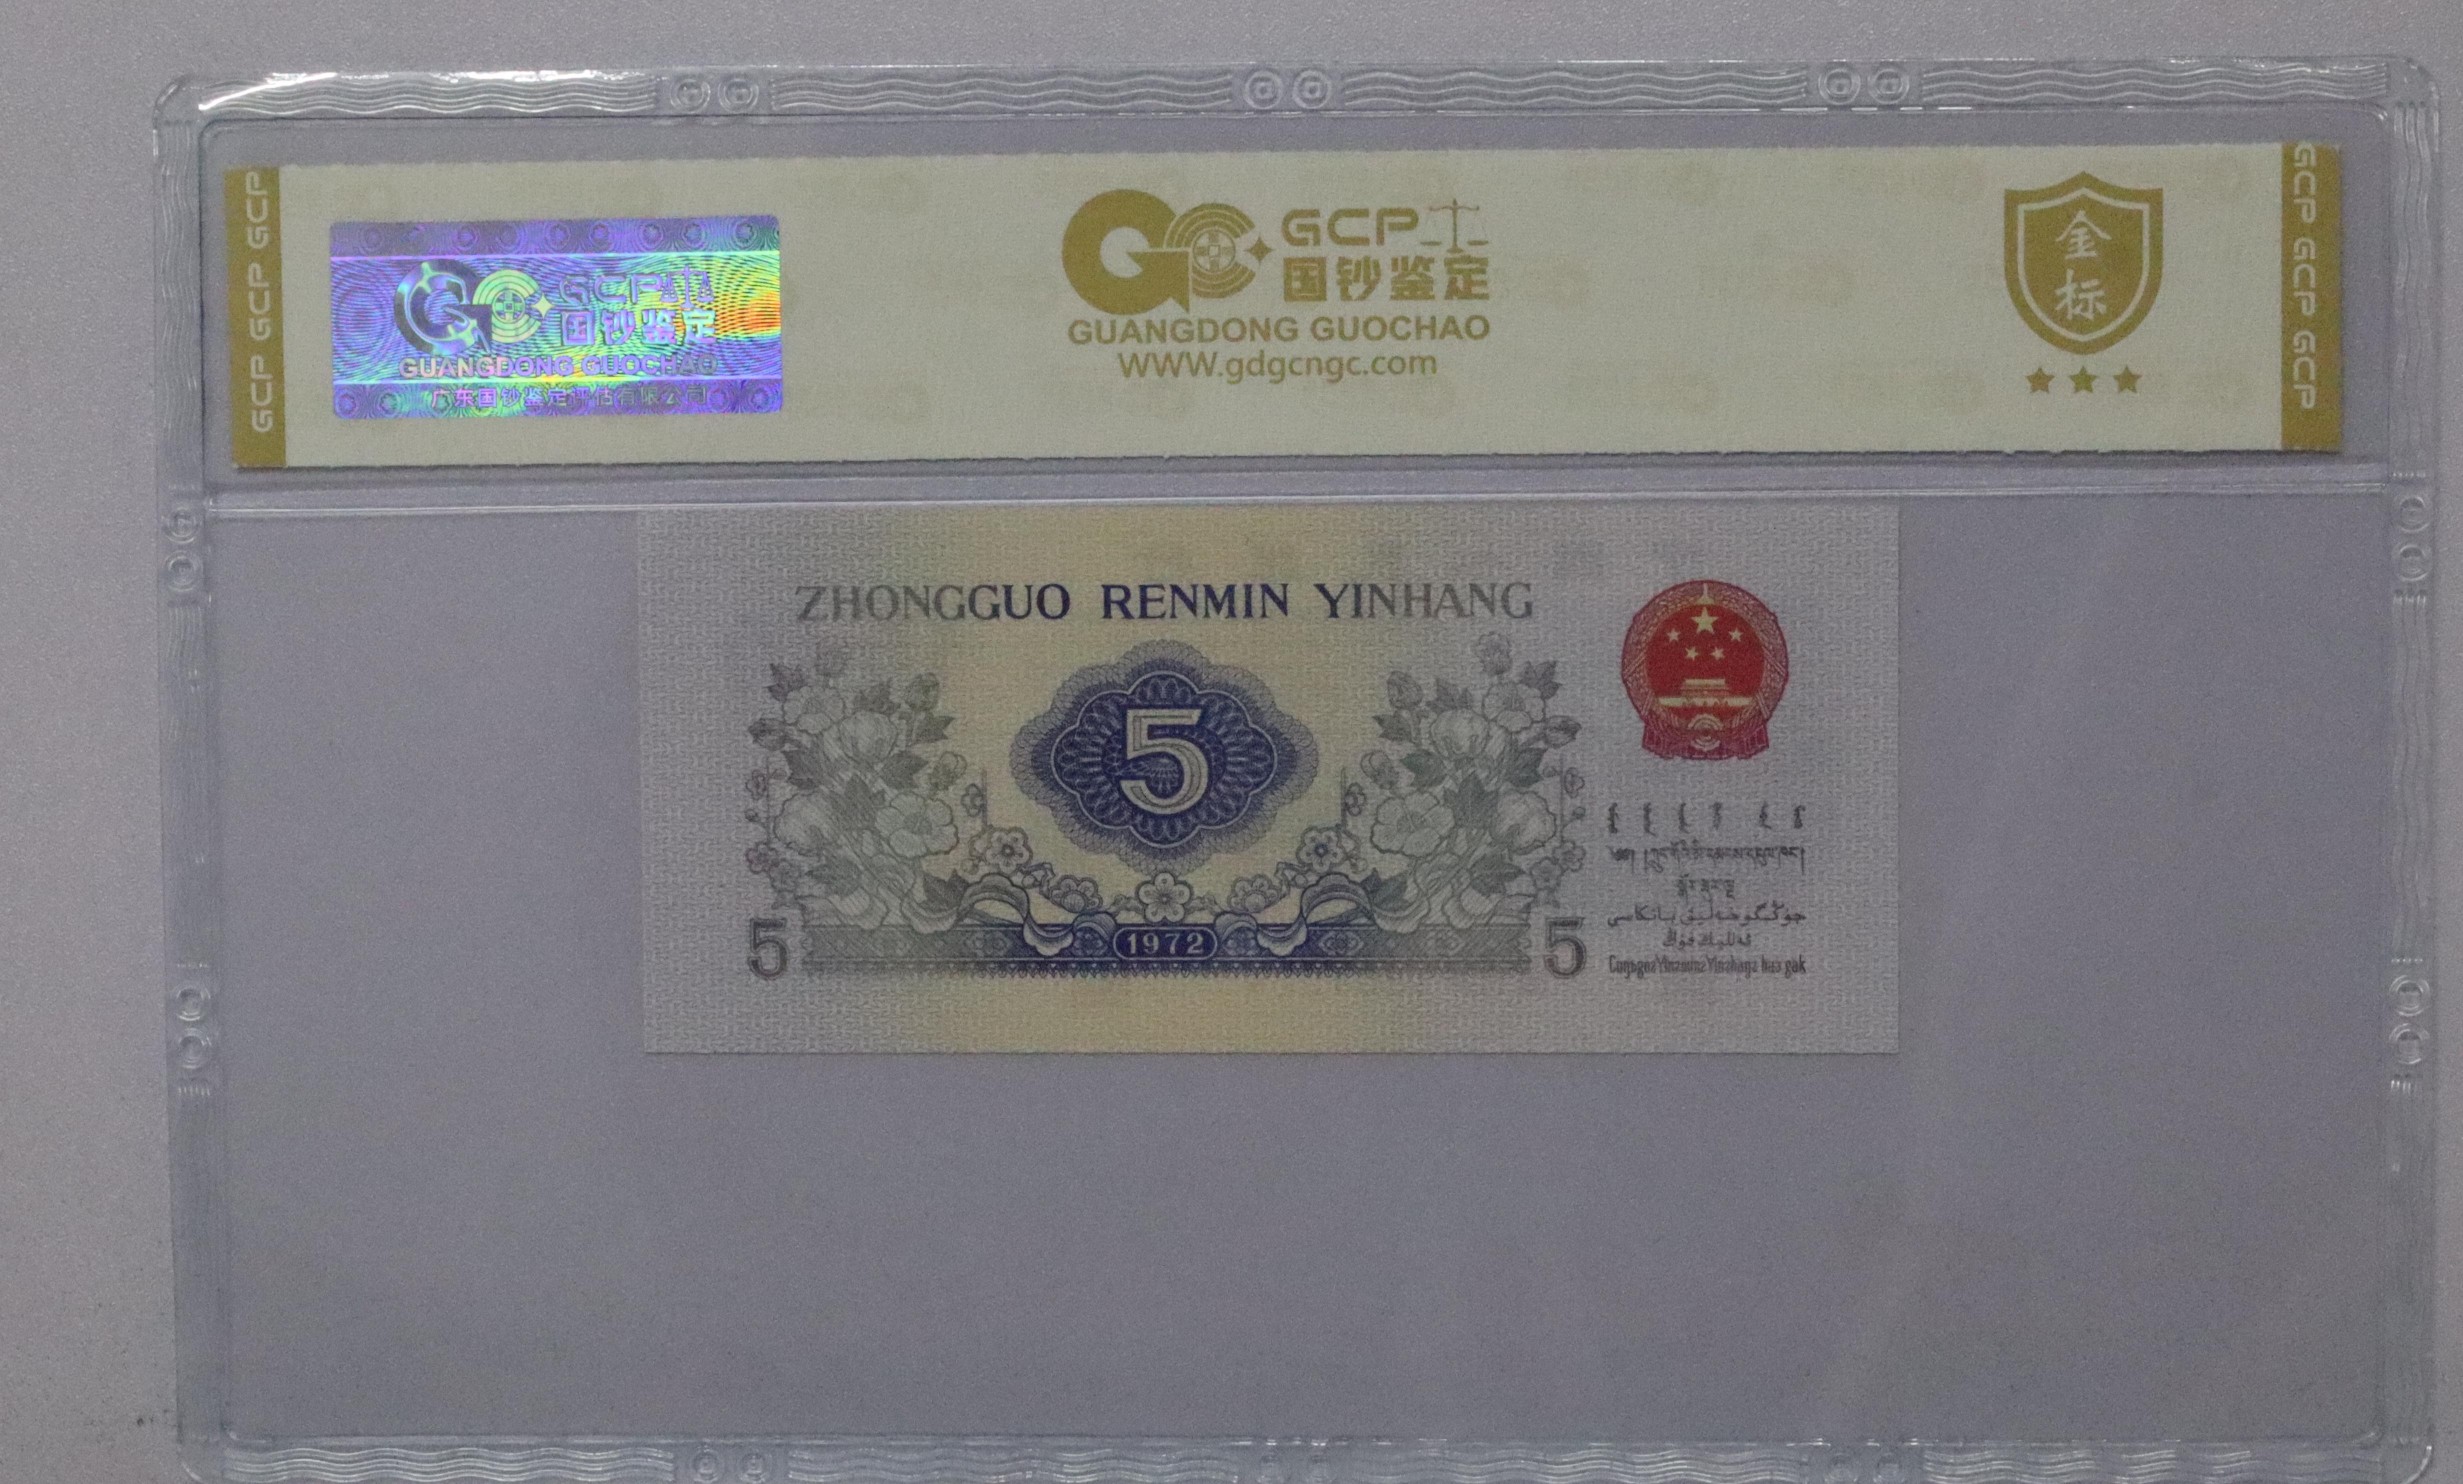 GCP GCP GCP
GCP
国钞鉴定
GUANGDONG GUOCHAO
广东国钞鉴定评估有限公司
GCP
国钞鉴定
GUANGDONG GUOCHAO
WWW.gdgcngc.com
金
标
GCP GCP GCP
ZHONGGUO RENMIN YINHANG
5
1972
5
5